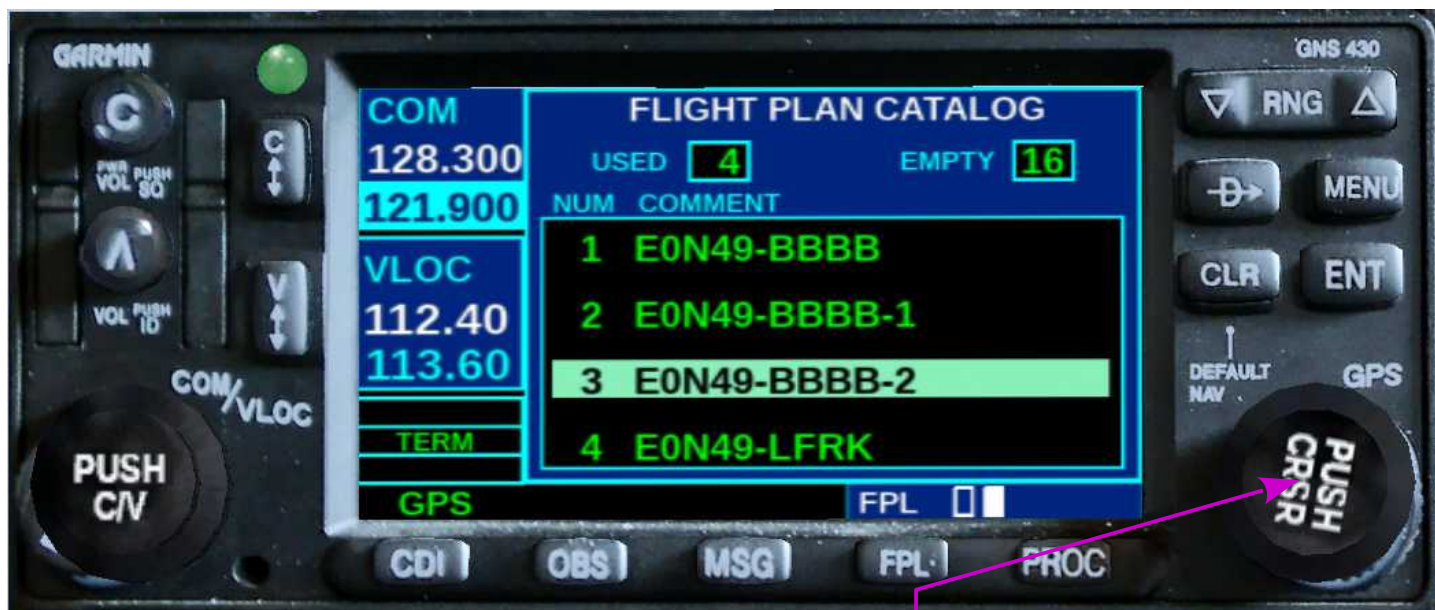 GARMIN
GNS 430
C
PWR PUSH
VOL SQ
C
V
VOL PUSH
ID
V
COM/VLOC
PUSH
C/V
COM
128.300
121.900
VLOC
112.40
113.60
TERM
GPS
FLIGHT PLAN CATALOG
USED 4 EMPTY 16
NUM COMMENT
1 E0N49-BBBB
2 E0N49-BBBB-1
3 E0N49-BBBB-2
4 E0N49-LFRK
FPL
RNG
D
MENU
CLR
ENT
DEFAULT
NAV
GPS
PUSH
CRSR
CDI
OBS
MSG
FPL
PROC